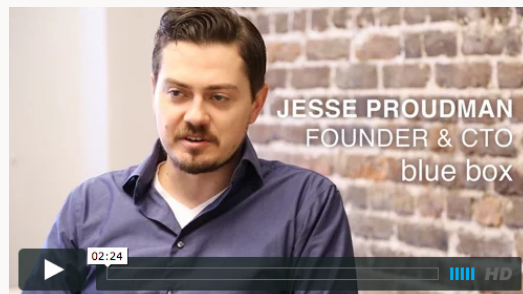 JESSE PROUDMAN
FOUNDER & CTO
blue box
02:24
HD